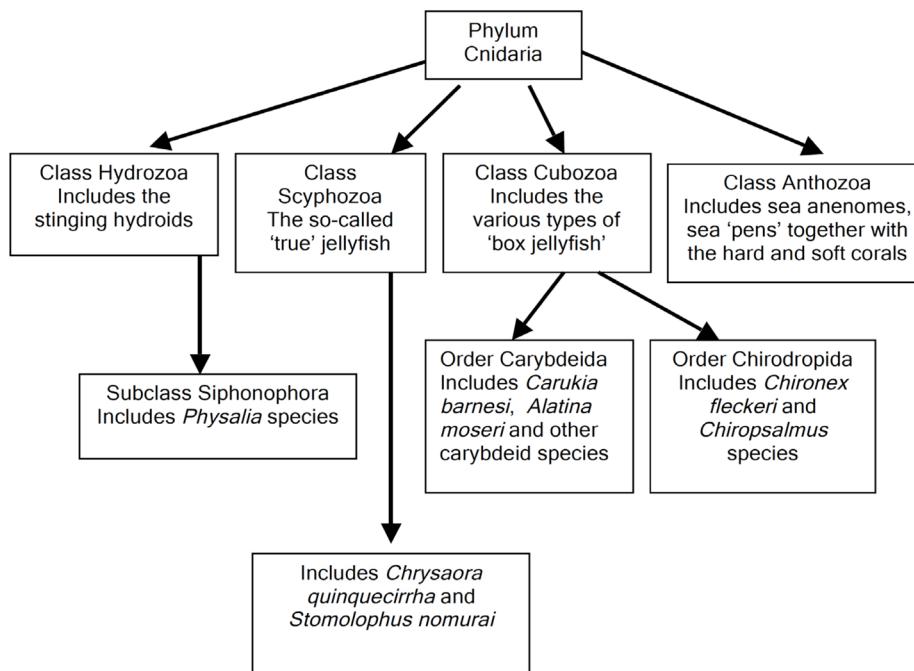 Phylum
Cnidaria
Class Hydrozoa
Includes the
stinging hydroids
Class
Scyphozoa
The so-called
‘true’ jellyfish
Class Cubozoa
Includes the
various types of
‘box jellyfish’
Class Anthozoa
Includes sea anenomes,
sea ‘pens’ together with
the hard and soft corals
Subclass Siphonophora
Includes Physalia species
Order Carybdeida
Includes Carukia
barnesi, Alatina
moseri and other
carybdeid species
Order Chirodropida
Includes Chironex
fleckeri and
Chiropsalmus
species
Includes Chrysaora
quinquecirrha and
Stomolophus nomurai